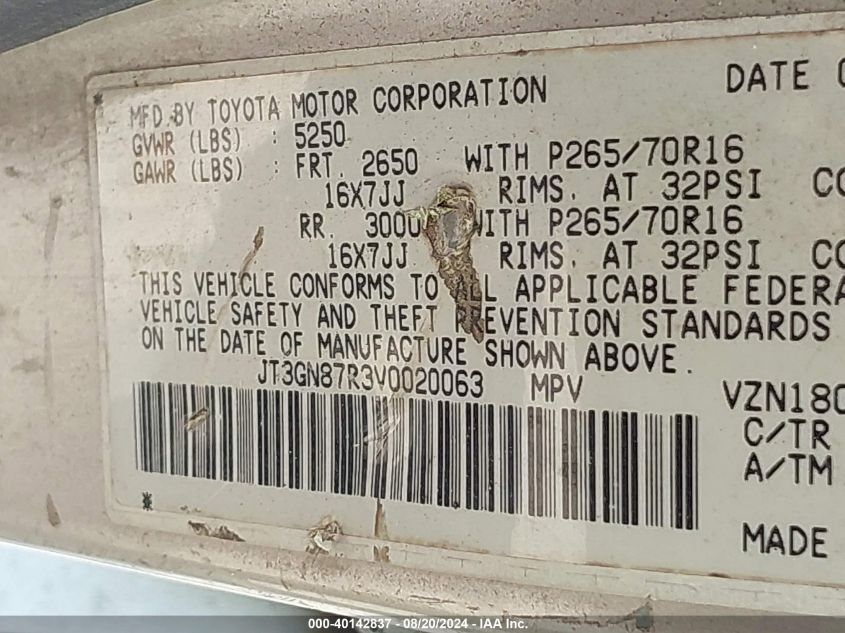 MFD.BY TOYOTA MOTOR CORPORATION DATE
GVWR (LBS) : 5250
GAWR (LBS) : FRT. 2650 WITH P265/70R16
16X7JJ RIMS. AT 32PSI
RR. 3000 WITH P265/70R16
16X7JJ RIMS. AT 32PSI
THIS VEHICLE CONFORMS TO ALL APPLICABLE FEDERA
VEHICLE SAFETY AND THEFT PREVENTION STANDARDS
ON THE DATE OF MANUFACTURE SHOWN ABOVE.
JT3GN87R3V0020063 MPV VZN180
C/TR
A/TM
MADE
000-40142837 - 08/20/2024 - IAA, Inc.